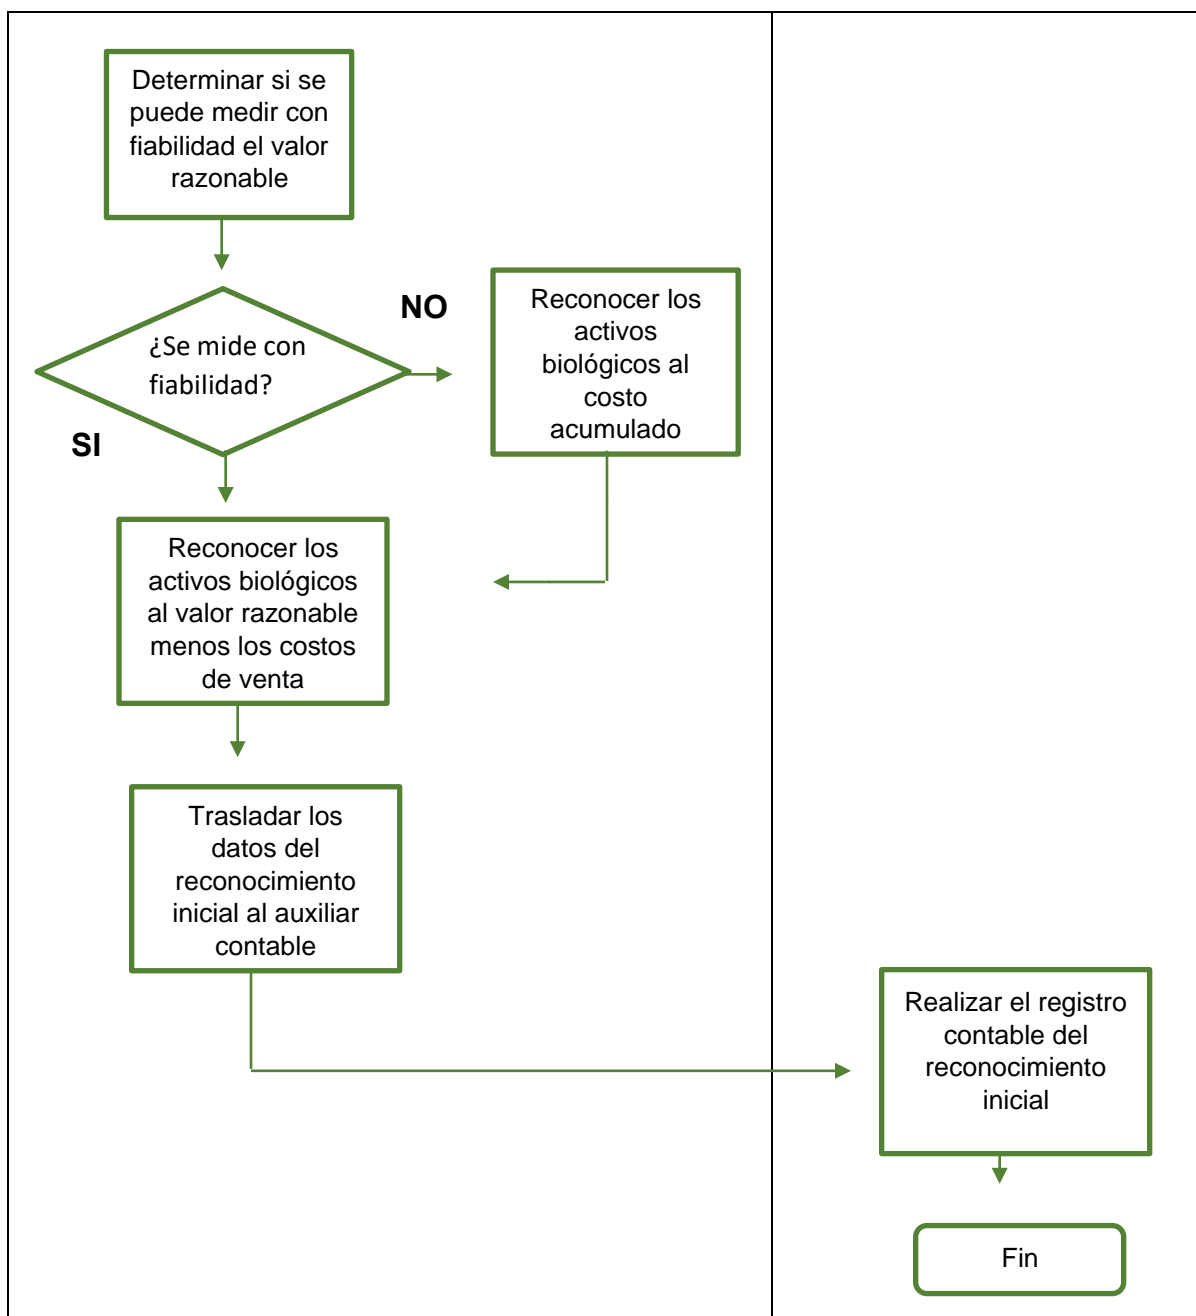 Determinar si se
puede medir con
fiabilidad el valor
razonable
¿Se mide con
fiabilidad?
NO
Reconocer los
activos
biológicos al
costo
acumulado
SI
Reconocer los
activos biológicos
al valor razonable
menos los costos
de venta
Trasladar los
datos del
reconocimiento
inicial al auxiliar
contable
Realizar el registro
contable del
reconocimiento
inicial
Fin